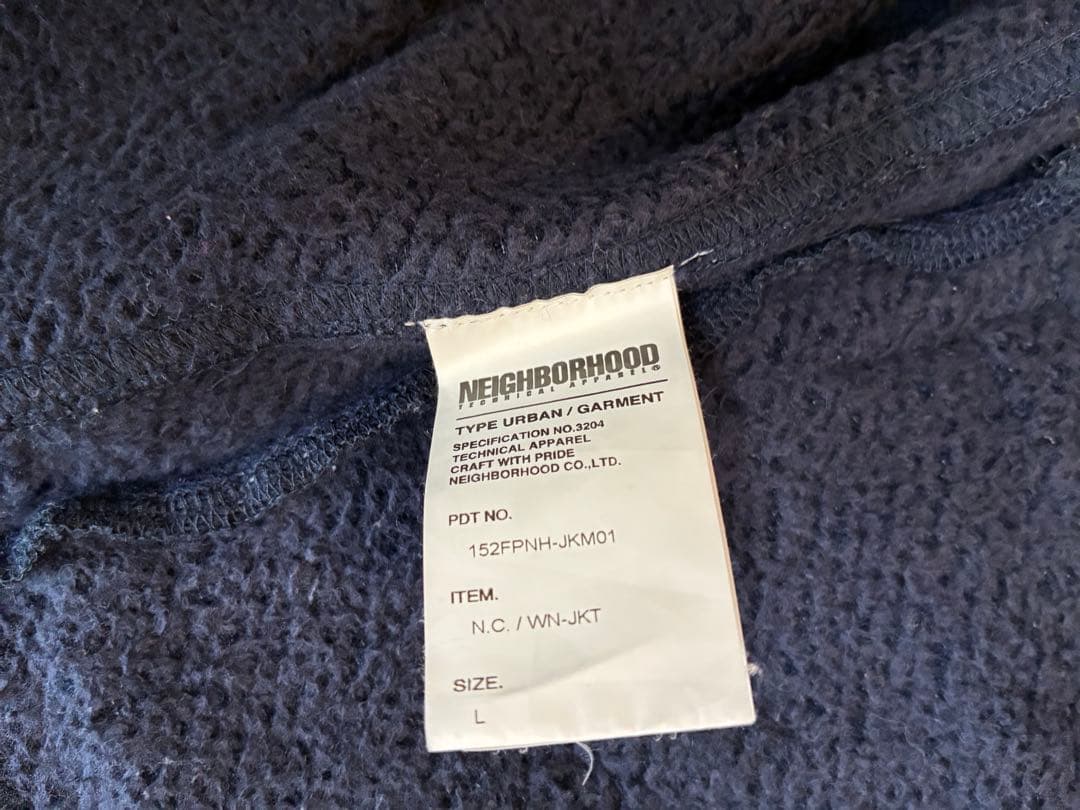 NEIGHBORHOOD
TECHNICAL APPAREL®
TYPE URBAN / GARMENT
SPECIFICATION NO.3204
TECHNICAL APPAREL
CRAFT WITH PRIDE
NEIGHBORHOOD CO.,LTD.
PDT NO.
152FPNH-JKM01
ITEM.
N.C. / WN-JKT
SIZE.
L